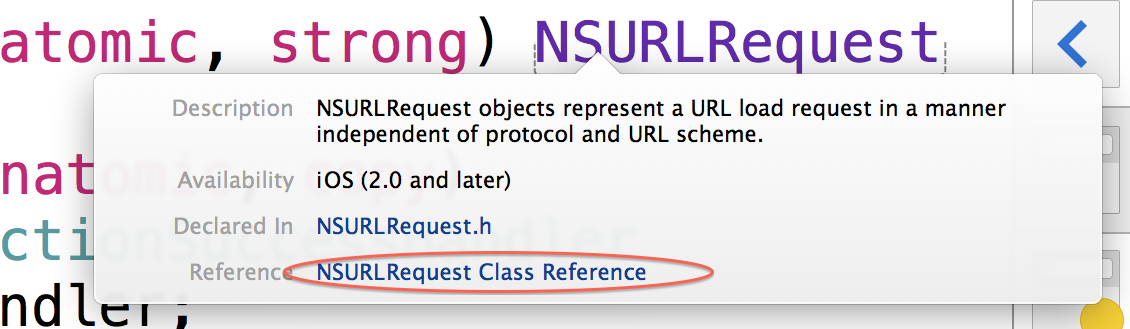 atomic, strong) NSURLRequest
Description NSURLRequest objects represent a URL load request in a manner
independent of protocol and URL scheme.
natomic, copy)
Availability iOS (2.0 and later)
Declared In NSURLRequest.h
ctionSuccessHandler
Reference NSURLRequest Class Reference
ndler;